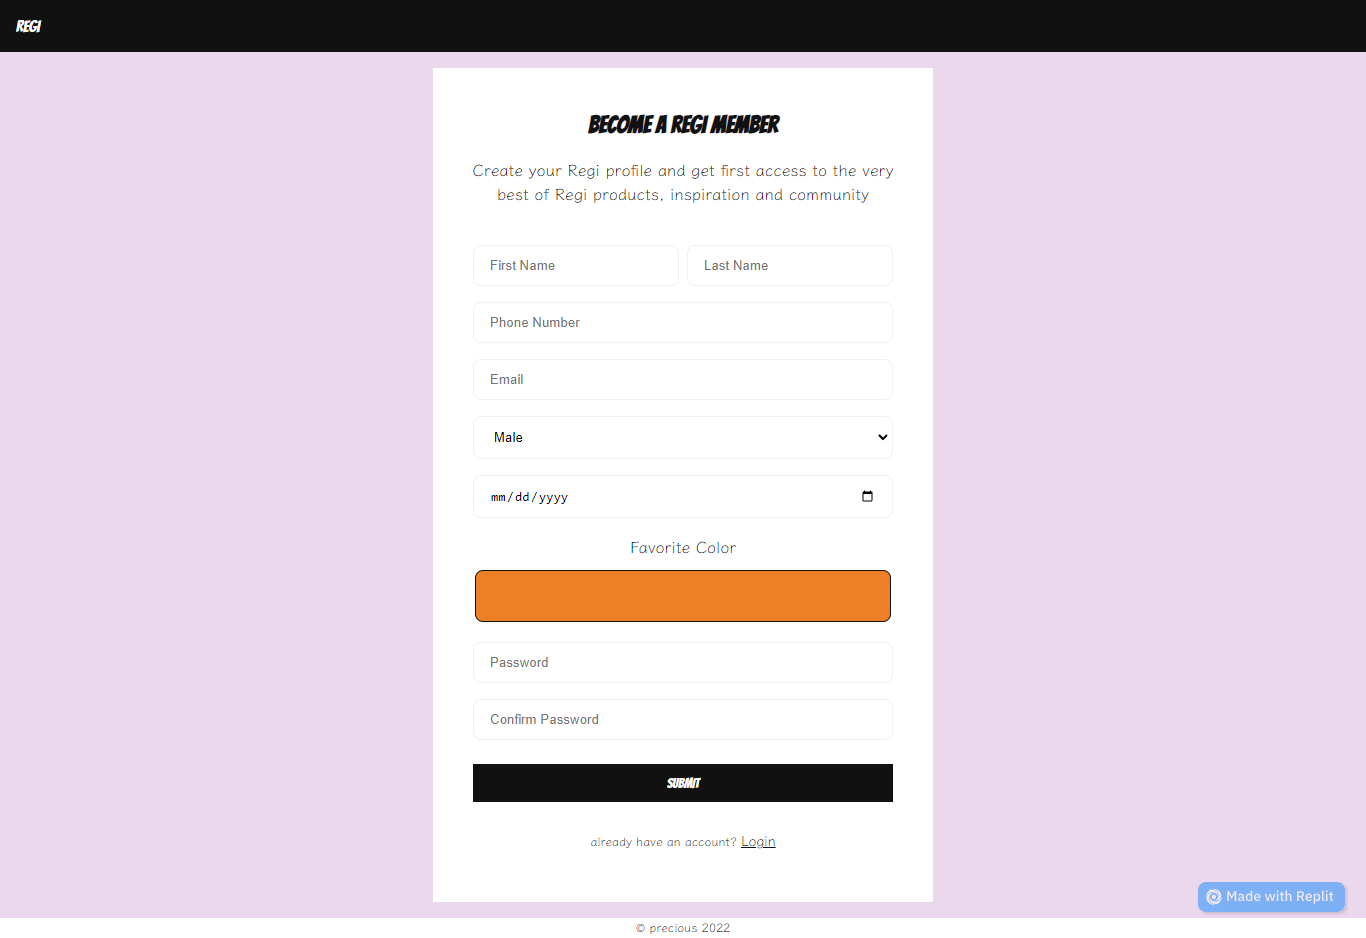 REGI
BECOME A REGI MEMBER
Create your Regi profile and get first access to the very
best of Regi products, inspiration and community
First Name
Last Name
Phone Number
Email
Male
mm/dd/yyyy
Favorite Color
Password
Confirm Password
SUBMIT
already have an account? Login
Made with Replit
© precious 2022